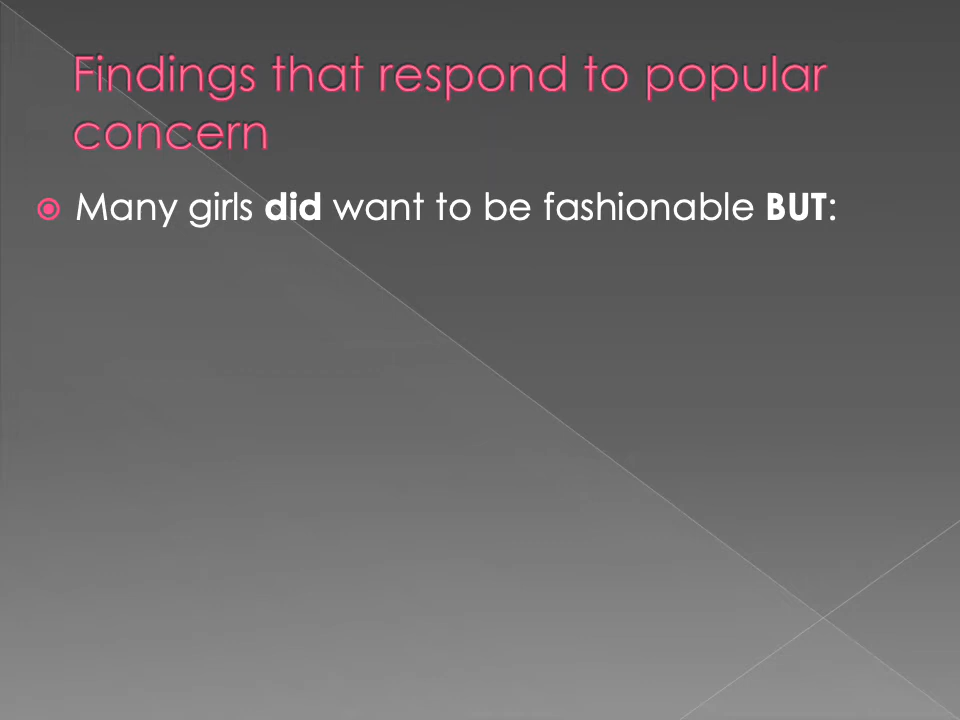 Findings that respond to popular
concern
Many girls did want to be fashionable BUT: